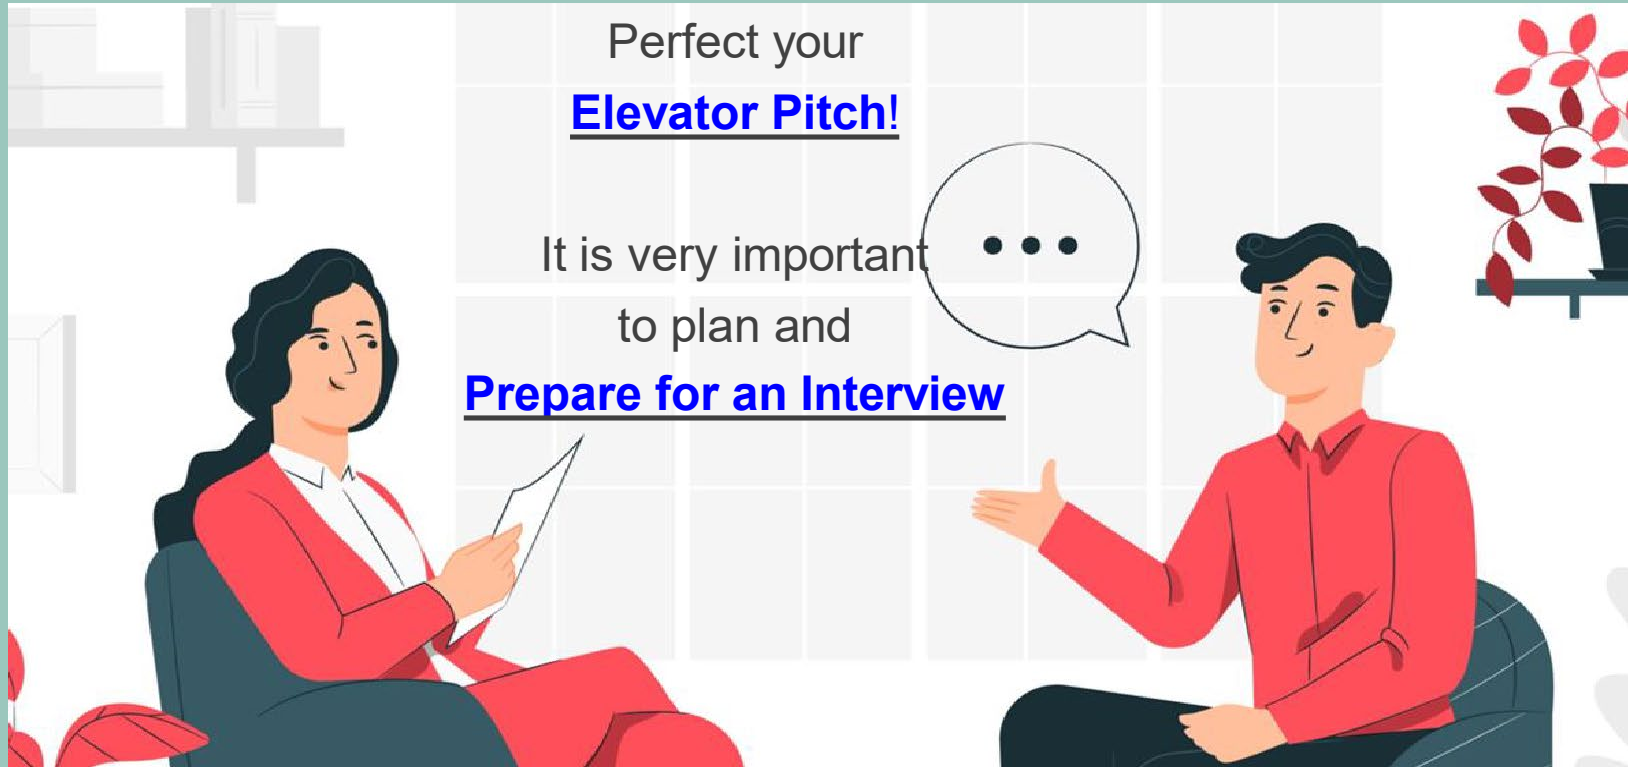 Perfect your
Elevator Pitch!
It is very important
to plan and
Prepare for an Interview